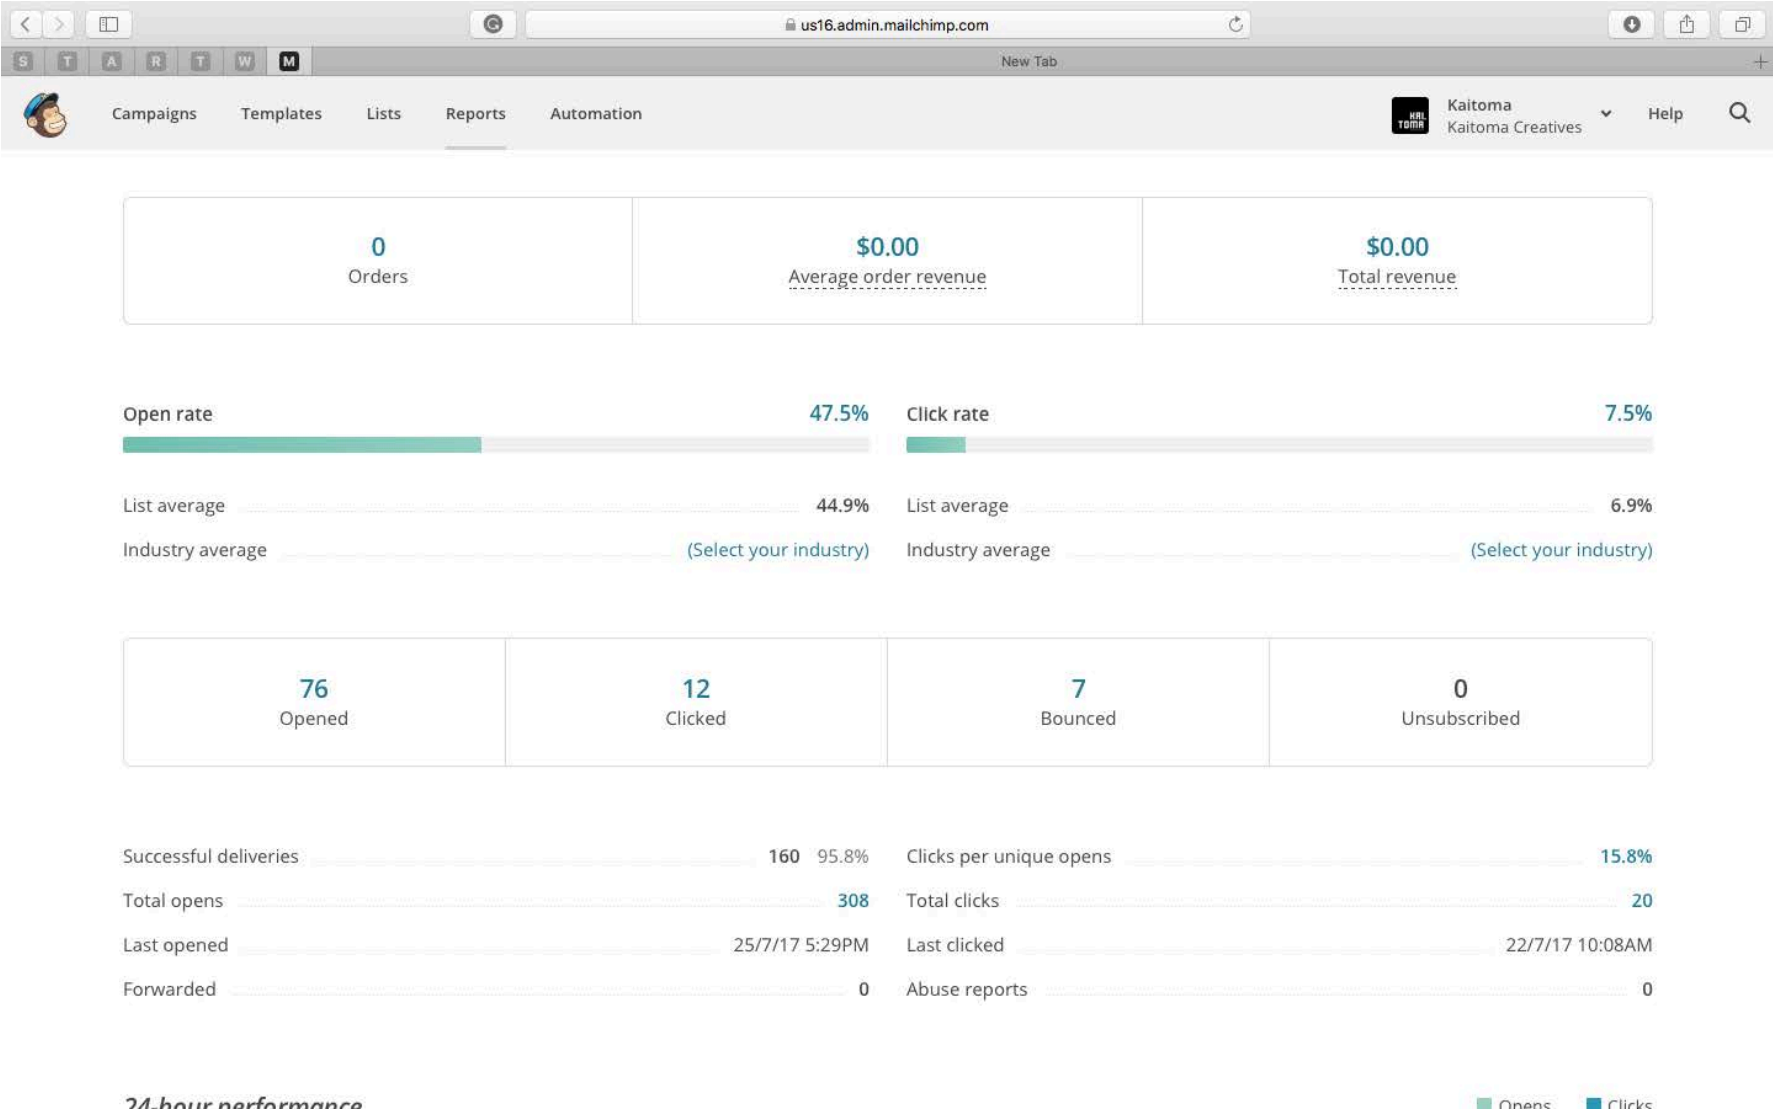 us16.admin.mailchimp.com
S T A R T W M New Tab
Campaigns Templates Lists Reports Automation
KAI
TOMA
Kaitoma
Kaitoma Creatives
Help
0 $0.00 $0.00
Orders Average order revenue Total revenue
Open rate 47.5% Click rate 7.5%
List average 44.9% List average 6.9%
Industry average (Select your industry) Industry average (Select your industry)
76 12 7 0
Opened Clicked Bounced Unsubscribed
Successful deliveries 160 95.8% Clicks per unique opens 15.8%
Total opens 308 Total clicks 20
Last opened 25/7/17 5:29PM Last clicked 22/7/17 10:08AM
Forwarded 0 Abuse reports 0
24-hour performance Opens Clicks